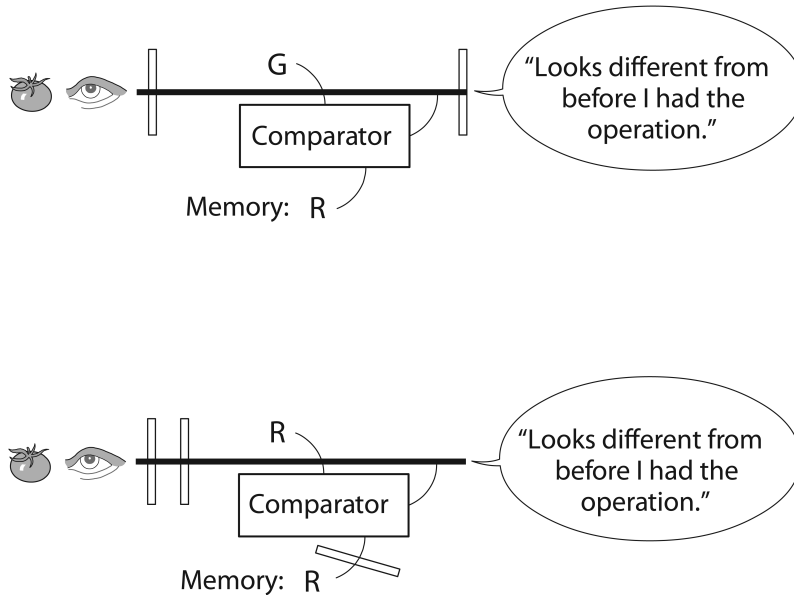 G
“Looks different from
before I had the
operation.”
Comparator
Memory: R
R
“Looks different from
before I had the
operation.”
Comparator
Memory: R